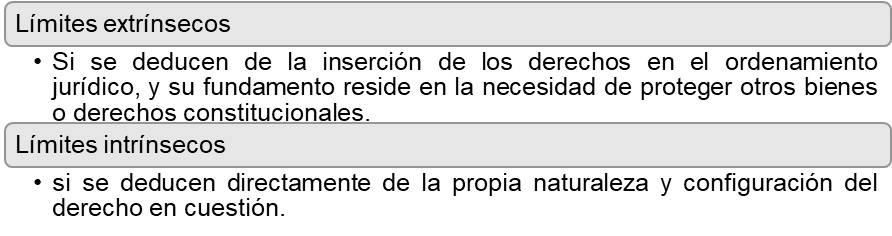 Límites extrínsecos
• Si se deducen de la inserción de los derechos en el ordenamiento
jurídico, y su fundamento reside en la necesidad de proteger otros bienes
o derechos constitucionales.
Límites intrínsecos
• si se deducen directamente de la propia naturaleza y configuración del
derecho en cuestión.